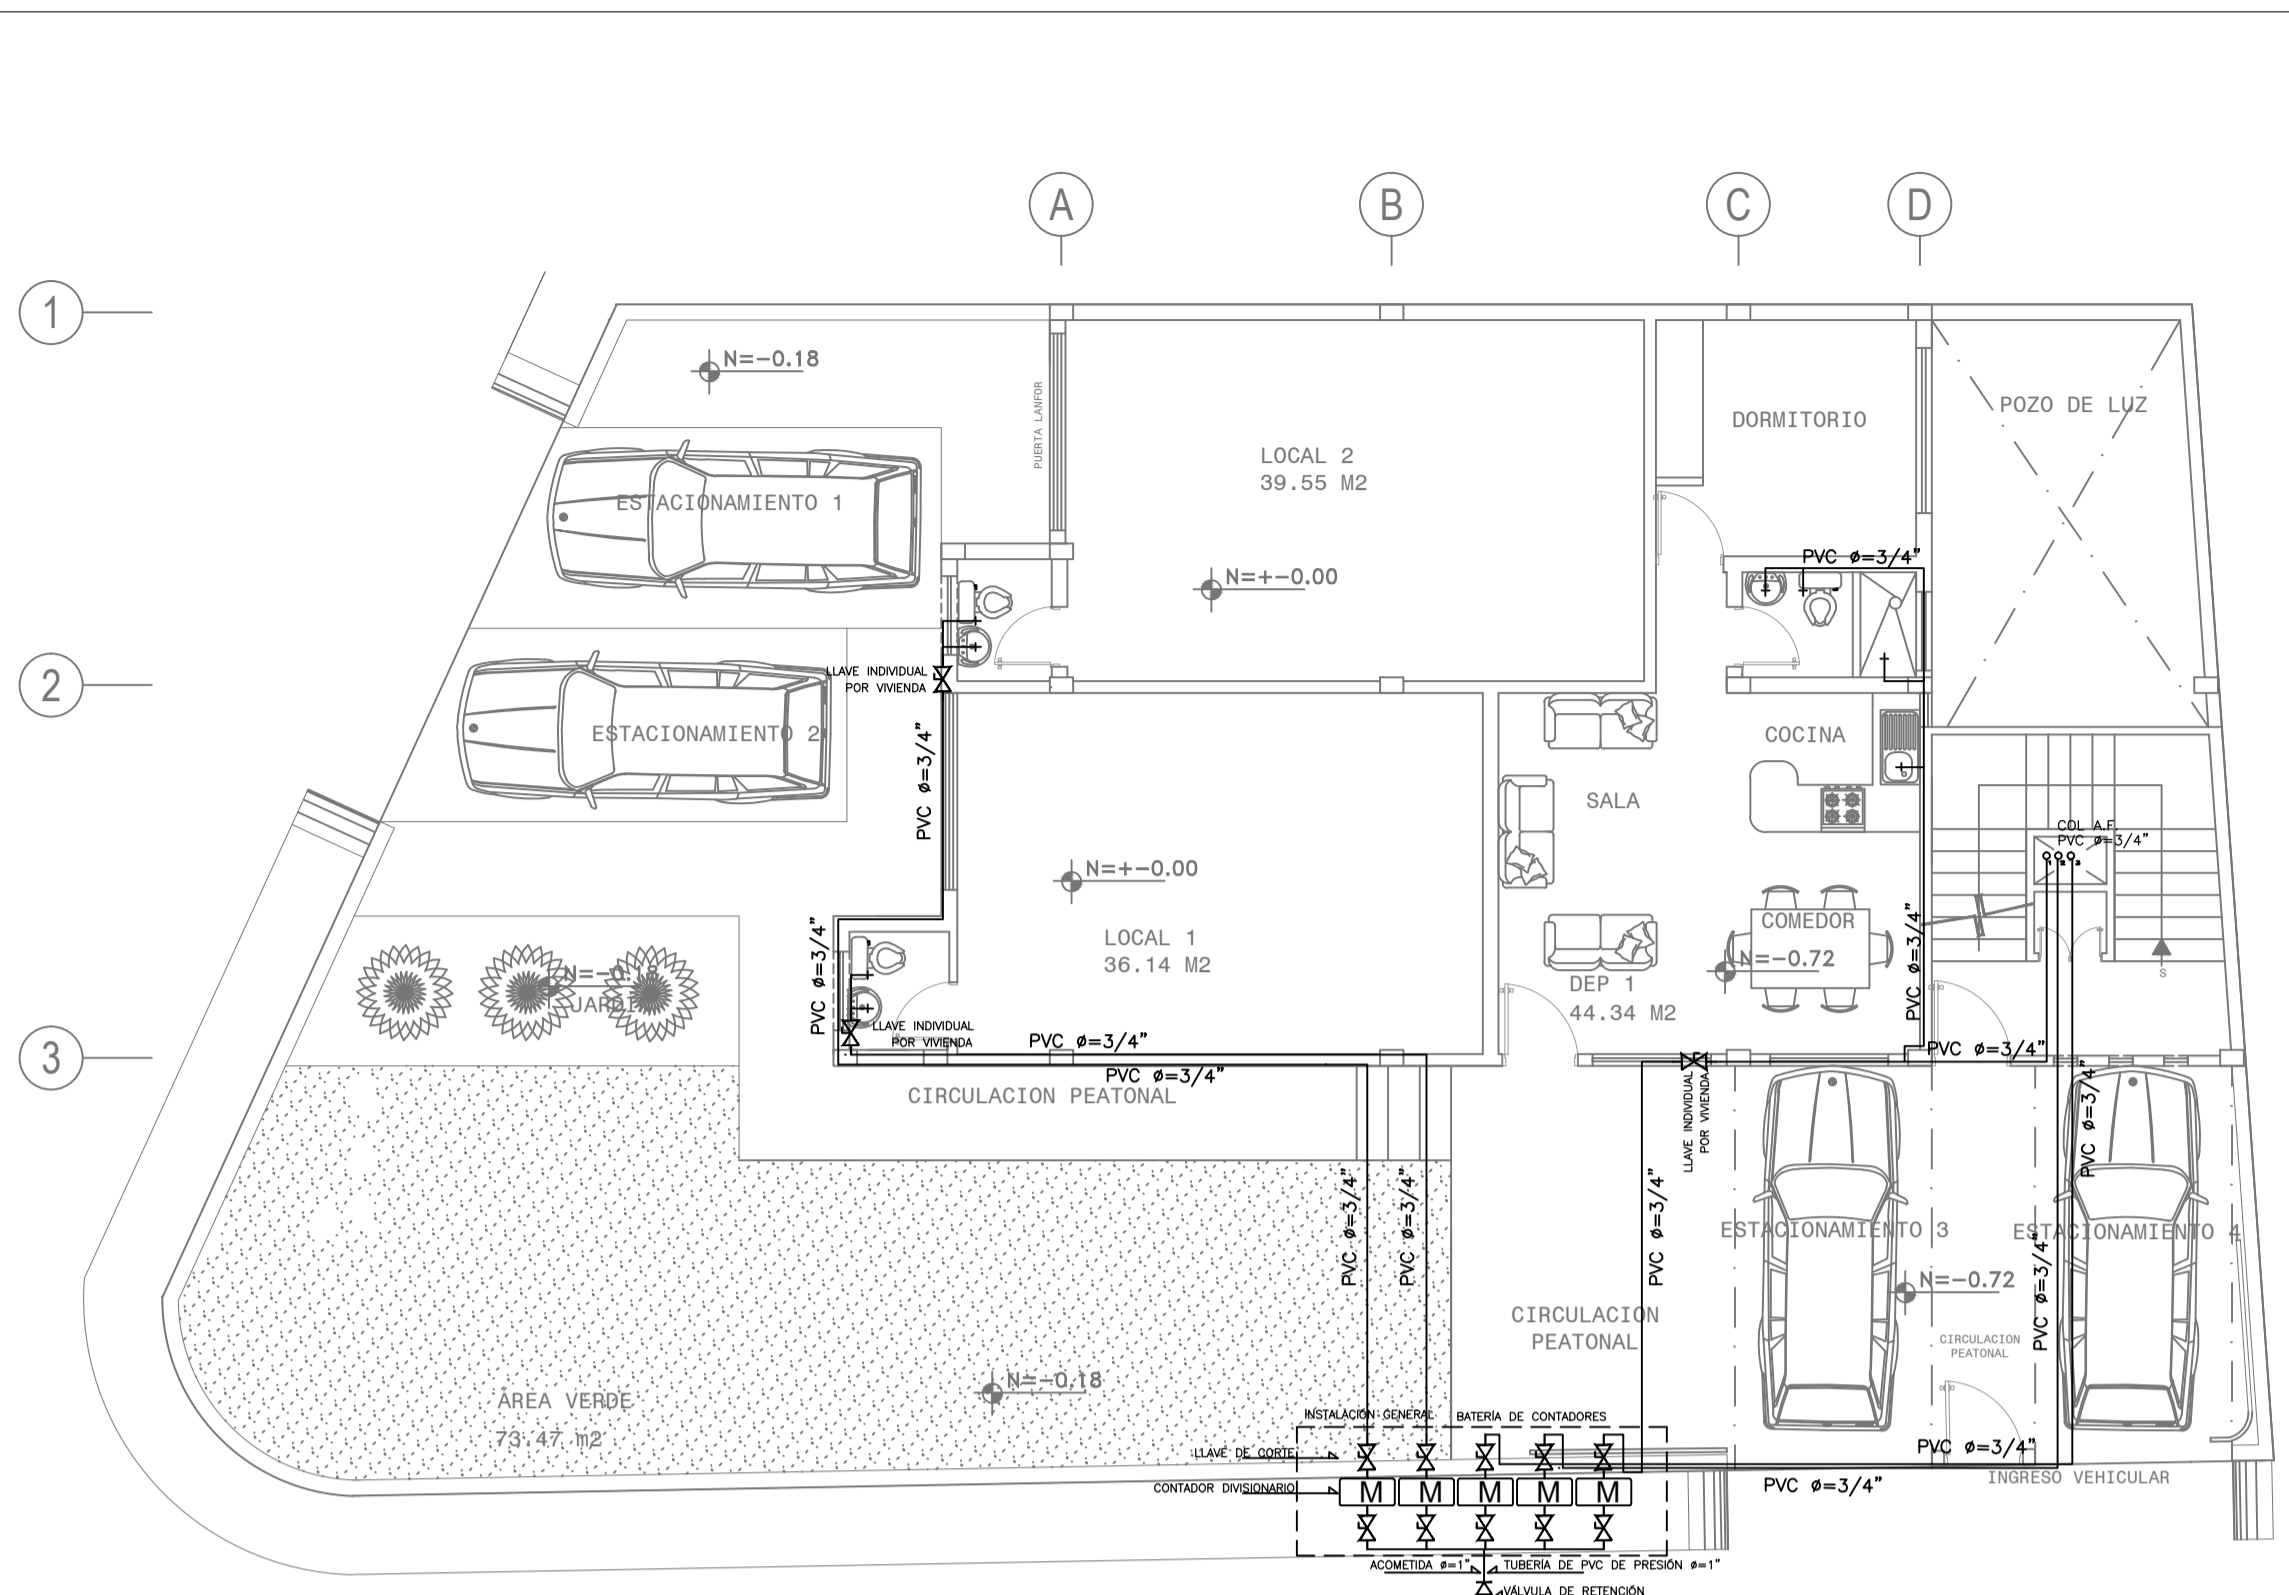 A
B
C
D
1
2
3
N=-0.18
PUERTA LANFOR
ESTACIONAMIENTO 1
LOCAL 2
39.55 M2
N=+-0.00
DORMITORIO
POZO DE LUZ
PVC ø=3/4"
LLAVE INDIVIDUAL
POR VIVIENDA
ESTACIONAMIENTO 2
PVC ø=3/4"
SALA
COCINA
COL A.F.
PVC ø=3/4"
1 2 3
N=+-0.00
LOCAL 1
36.14 M2
COMEDOR
N=-0.72
DEP 1
44.34 M2
PVC ø=3/4"
S
PVC ø=3/4"
N=-0.18
JARDIN
LLAVE INDIVIDUAL
POR VIVIENDA
PVC ø=3/4"
PVC ø=3/4"
CIRCULACION PEATONAL
PVC ø=3/4"
LLAVE INDIVIDUAL
POR VIVIENDA
PVC ø=3/4"
PVC ø=3/4"
PVC ø=3/4"
PVC ø=3/4"
ESTACIONAMIENTO 3
ESTACIONAMIENTO 4
N=-0.72
PVC ø=3/4"
CIRCULACION
PEATONAL
CIRCULACION
PEATONAL
N=-0.18
AREA VERDE
73.47 m2
INSTALACIÓN GENERAL
BATERÍA DE CONTADORES
LLAVE DE CORTE
PVC ø=3/4"
INGRESO VEHICULAR
PVC ø=3/4"
CONTADOR DIVISIONARIO
M M M M M
ACOMETIDA ø=1"
TUBERÍA DE PVC DE PRESIÓN ø=1"
VÁLVULA DE RETENCIÓN